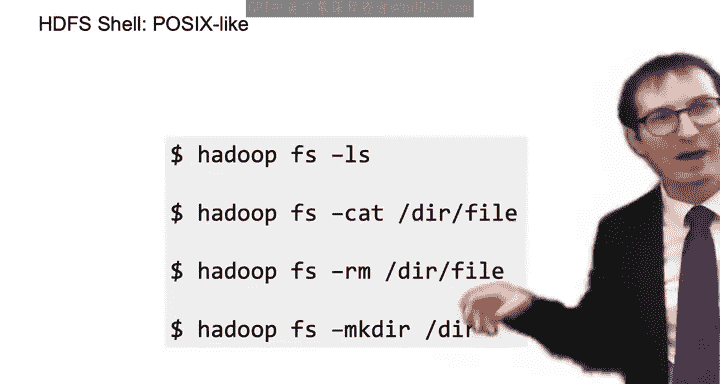 HDFS Shell: POSIX-like
$ hadoop fs –ls
$ hadoop fs –cat /dir/file
$ hadoop fs –rm /dir/file
$ hadoop fs –mkdir /dir